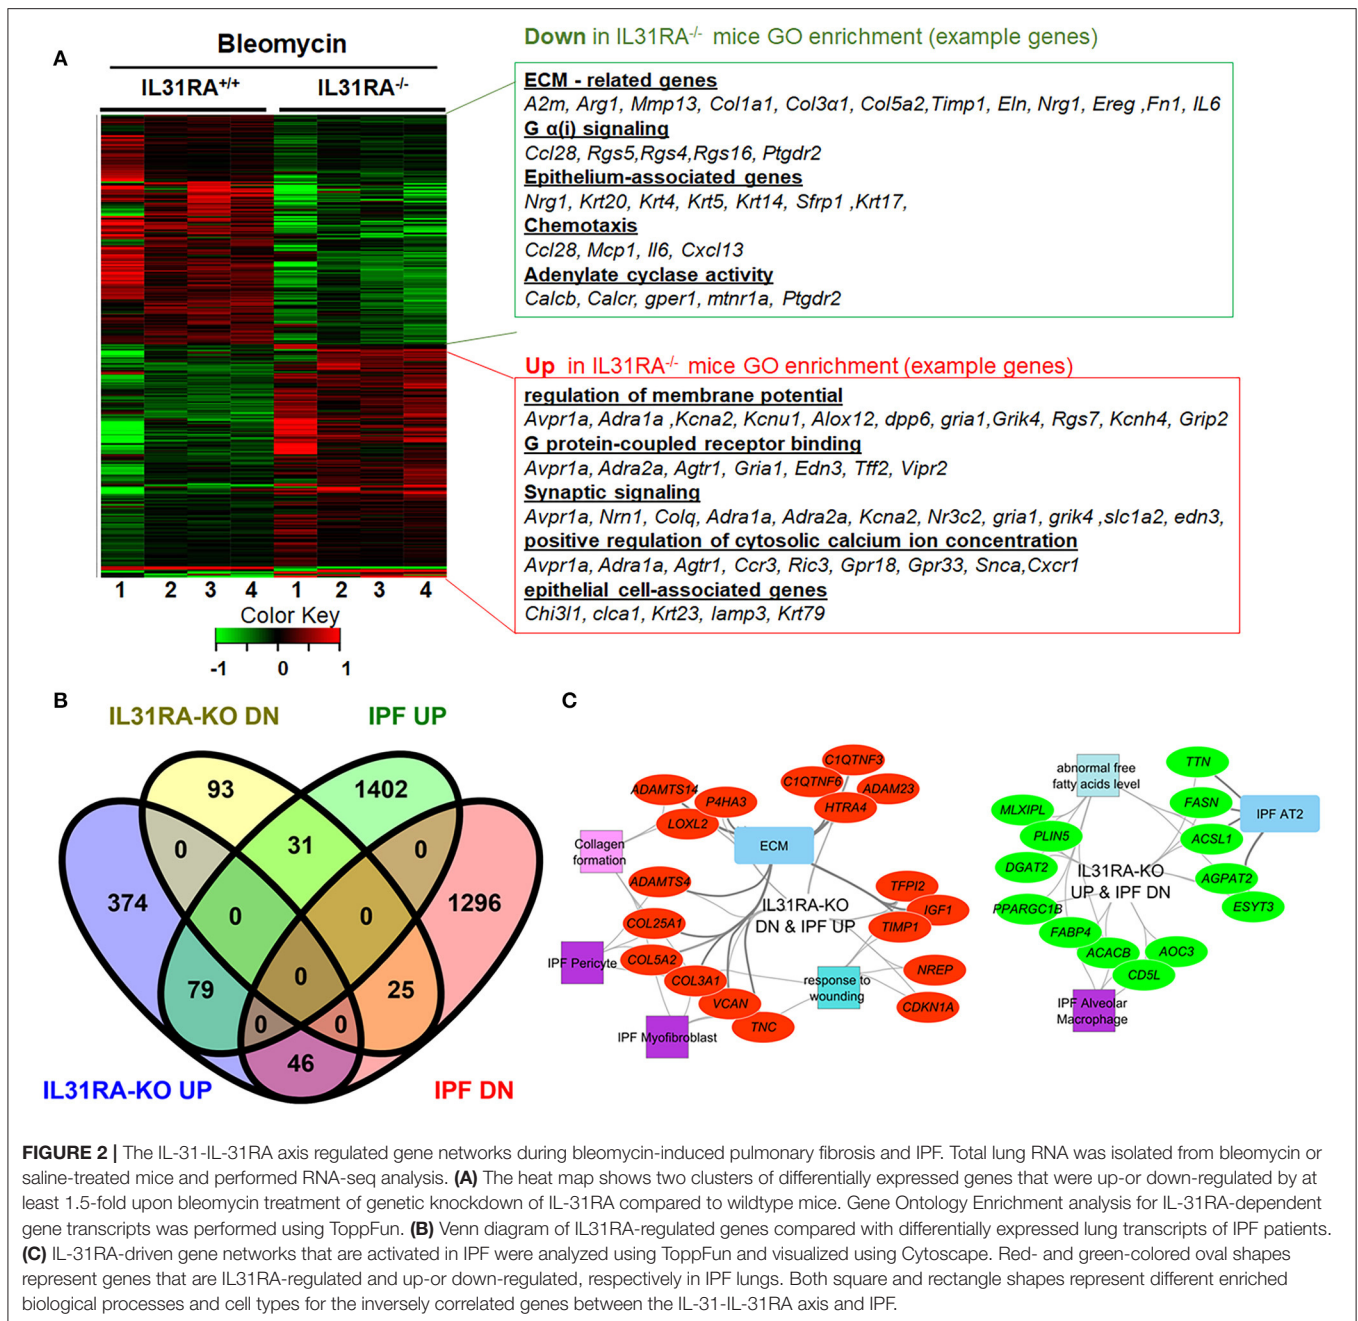 A
Bleomycin
IL31RA+/+ IL31RA-/-
1 2 3 4 1 2 3 4
Color Key
-1 0 1
Down in IL31RA-/- mice GO enrichment (example genes)
ECM - related genes
A2m, Arg1, Mmp13, Col1a1, Col3α1, Col5a2,Timp1, Eln, Nrg1, Ereg ,Fn1, IL6
G α(i) signaling
Ccl28, Rgs5,Rgs4,Rgs16, Ptgdr2
Epithelium-associated genes
Nrg1, Krt20, Krt4, Krt5, Krt14, Sfrp1 ,Krt17,
Chemotaxis
Ccl28, Mcp1, Il6, Cxcl13
Adenylate cyclase activity
Calcb, Calcr, gper1, mtnr1a, Ptgdr2
Up in IL31RA-/- mice GO enrichment (example genes)
regulation of membrane potential
Avpr1a, Adra1a ,Kcna2, Kcnu1, Alox12, dpp6, gria1,Grik4, Rgs7, Kcnh4, Grip2
G protein-coupled receptor binding
Avpr1a, Adra2a, Agtr1, Gria1, Edn3, Tff2, Vipr2
Synaptic signaling
Avpr1a, Nrn1, Colq, Adra1a, Adra2a, Kcna2, Nr3c2, gria1, grik4 ,slc1a2, edn3,
positive regulation of cytosolic calcium ion concentration
Avpr1a, Adra1a, Agtr1, Ccr3, Ric3, Gpr18, Gpr33, Snca,Cxcr1
epithelial cell-associated genes
Chi3l1, clca1, Krt23, lamp3, Krt79
B
IL31RA-KO DN IPF UP
93 1402
0 31 0
374 0 0 1296
79 0 25
0 0
46
IL31RA-KO UP IPF DN
C
C1QTNF3
C1QTNF6
ADAM23
HTRA4
ADAMTS14
P4HA3
LOXL2
Collagen
formation
ECM
ADAMTS4
COL25A1
COL5A2
COL3A1
VCAN
TNC
IPF Pericyte
IPF Myofibroblast
IL31RA-KO
DN & IPF UP
TFPI2
IGF1
TIMP1
NREP
CDKN1A
response to
wounding
abnormal free
fatty acids level
TTN
FASN
IPF AT2
ACSL1
AGPAT2
ESYT3
MLXIPL
PLIN5
DGAT2
PPARGC1B
FABP4
ACACB
CD5L
AOC3
IL31RA-KO
UP & IPF DN
IPF Alveolar
Macrophage
FIGURE 2 | The IL-31-IL-31RA axis regulated gene networks during bleomycin-induced pulmonary fibrosis and IPF. Total lung RNA was isolated from bleomycin or
saline-treated mice and performed RNA-seq analysis. (A) The heat map shows two clusters of differentially expressed genes that were up-or down-regulated by at
least 1.5-fold upon bleomycin treatment of genetic knockdown of IL-31RA compared to wildtype mice. Gene Ontology Enrichment analysis for IL-31RA-dependent
gene transcripts was performed using ToppFun. (B) Venn diagram of IL31RA-regulated genes compared with differentially expressed lung transcripts of IPF patients.
(C) IL-31RA-driven gene networks that are activated in IPF were analyzed using ToppFun and visualized using Cytoscape. Red- and green-colored oval shapes
represent genes that are IL31RA-regulated and up-or down-regulated, respectively in IPF lungs. Both square and rectangle shapes represent different enriched
biological processes and cell types for the inversely correlated genes between the IL-31-IL-31RA axis and IPF.